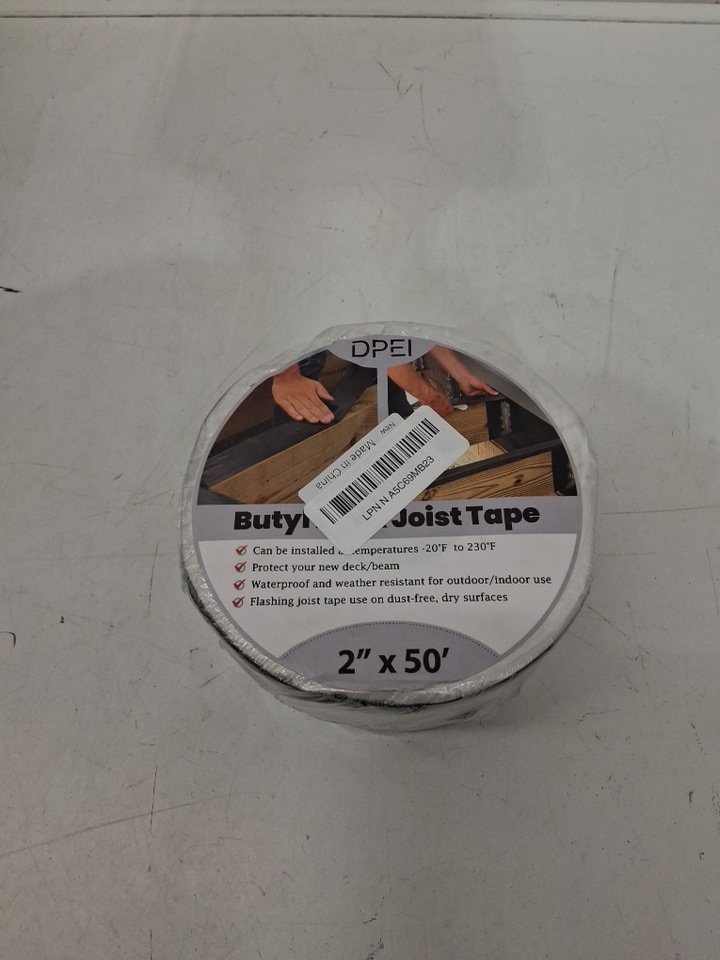 DPEI
New
Made in China
LPN N A5C69MB23
Butyl Joist Tape
Can be installed temperatures -20°F to 230°F
Protect your new deck/beam
Waterproof and weather resistant for outdoor/indoor use
Flashing joist tape use on dust-free, dry surfaces
2” x 50’